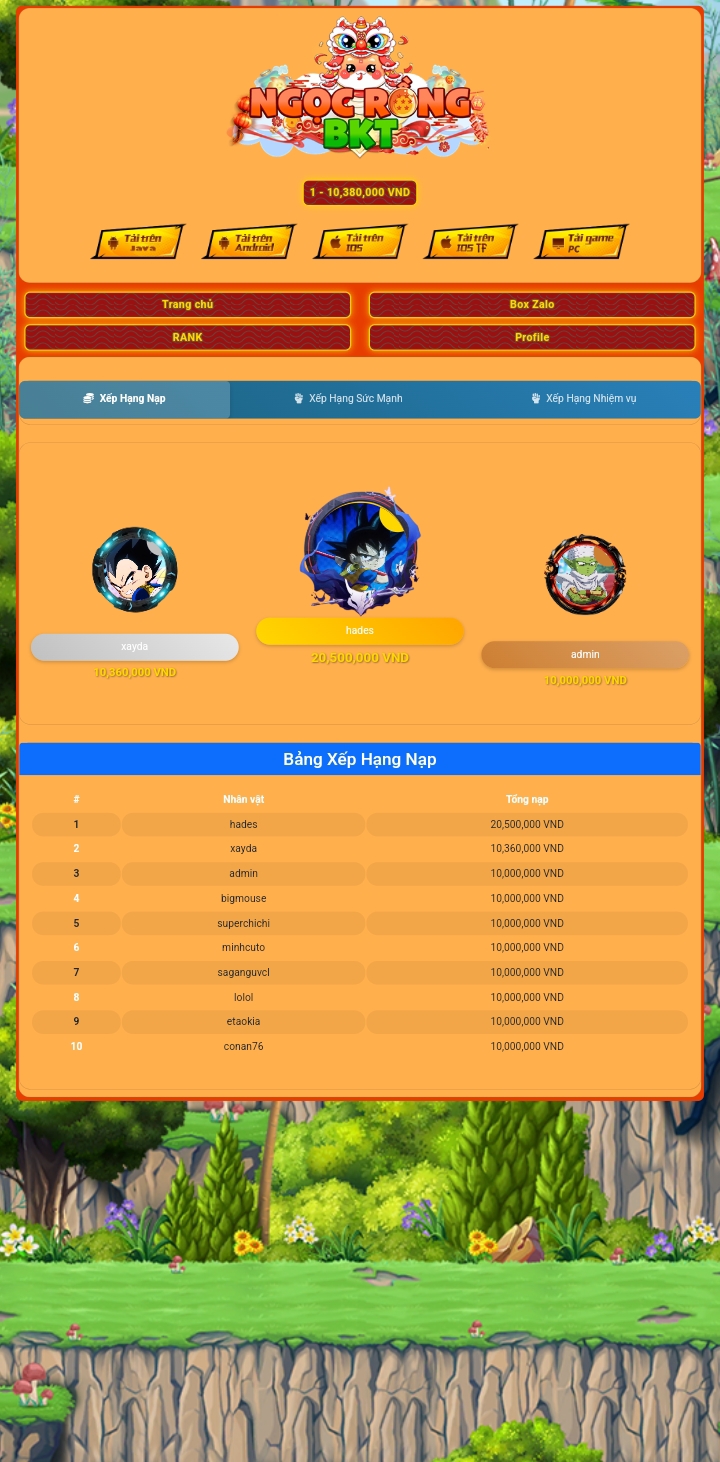 NGỌC RỒNG
BKT
1 - 10,380,000 VND
Tải trên
Java
Tải trên
Android
Tải trên
IOS
Tải trên
IOS TF
Tải game
PC
Trang chủ
Box Zalo
RANK
Profile
Xếp Hạng Nạp
Xếp Hạng Sức Mạnh
Xếp Hạng Nhiệm vụ
hades
20,500,000 VND
xayda
10,360,000 VND
admin
10,000,000 VND
Bảng Xếp Hạng Nạp
# Nhân vật Tổng nạp
1 hades 20,500,000 VND
2 xayda 10,360,000 VND
3 admin 10,000,000 VND
4 bigmouse 10,000,000 VND
5 superchichi 10,000,000 VND
6 minhcuto 10,000,000 VND
7 saganguvcl 10,000,000 VND
8 lolol 10,000,000 VND
9 etaokia 10,000,000 VND
10 conan76 10,000,000 VND